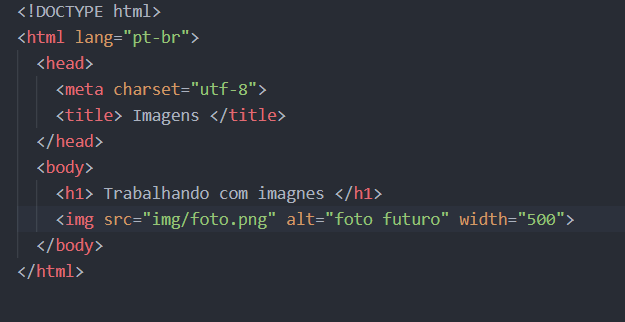 <!DOCTYPE html>
<html lang="pt-br">
<head>
<meta charset="utf-8">
<title> Imagens </title>
</head>
<body>
<h1> Trabalhando com imagnes </h1>
<img src="img/foto.png" alt="foto futuro" width="500">
</body>
</html>